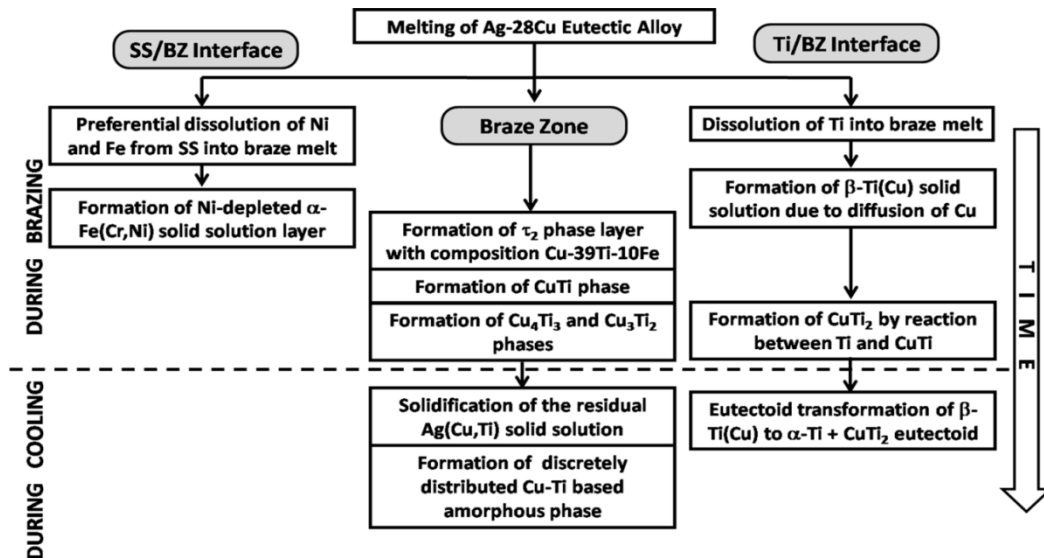 Melting of Ag-28Cu Eutectic Alloy
SS/BZ Interface
Ti/BZ Interface
Braze Zone
DURING BRAZING
Preferential dissolution of Ni
and Fe from SS into braze melt
Formation of Ni-depleted α-
Fe(Cr,Ni) solid solution layer
Formation of τ₂ phase layer
with composition Cu-39Ti-10Fe
Formation of CuTi phase
Formation of Cu₄Ti₃ and Cu₃Ti₂
phases
Dissolution of Ti into braze melt
Formation of β-Ti(Cu) solid
solution due to diffusion of Cu
Formation of CuTi₂ by reaction
between Ti and CuTi
DURING COOLING
Solidification of the residual
Ag(Cu,Ti) solid solution
Formation of discretely
distributed Cu-Ti based
amorphous phase
Eutectoid transformation of β-
Ti(Cu) to α-Ti + CuTi₂ eutectoid
TIME